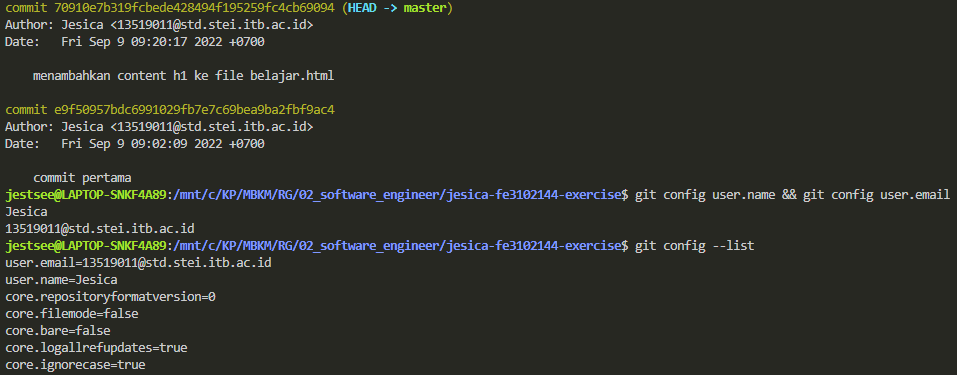 commit 70910e7b319fcbede428494f195259fc4cb69094 (HEAD -> master)
Author: Jesica <13519011@std.stei.itb.ac.id>
Date:   Fri Sep 9 09:20:17 2022 +0700

    menambahkan content h1 ke file belajar.html

commit e9f50957bdc6991029fb7e7c69bea9ba2fbf9ac4
Author: Jesica <13519011@std.stei.itb.ac.id>
Date:   Fri Sep 9 09:02:09 2022 +0700

    commit pertama
jestsee@LAPTOP-SNKF4A89:/mnt/c/KP/MBKM/RG/02_software_engineer/jesica-fe3102144-exercise$ git config user.name && git config user.email
Jesica
13519011@std.stei.itb.ac.id
jestsee@LAPTOP-SNKF4A89:/mnt/c/KP/MBKM/RG/02_software_engineer/jesica-fe3102144-exercise$ git config --list
user.email=13519011@std.stei.itb.ac.id
user.name=Jesica
core.repositoryformatversion=0
core.filemode=false
core.bare=false
core.logallrefupdates=true
core.ignorecase=true